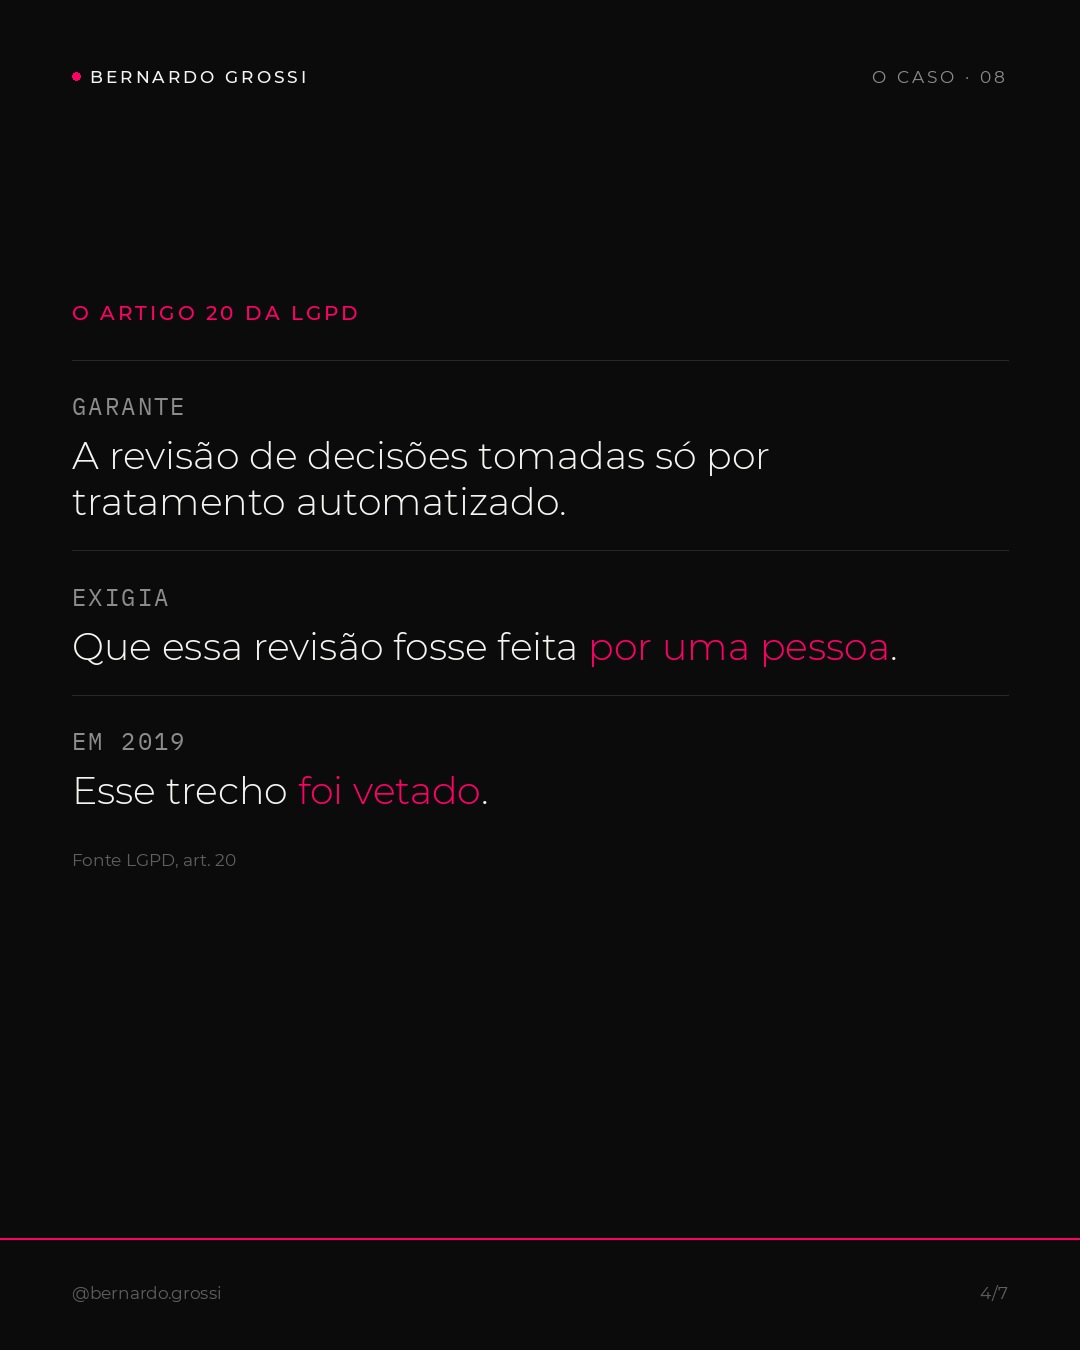 BERNARDO GROSSI
O CASO · 08
O ARTIGO 20 DA LGPD
GARANTE
A revisão de decisões tomadas só por
tratamento automatizado.
EXIGIA
Que essa revisão fosse feita por uma pessoa.
EM 2019
Esse trecho foi vetado.
Fonte LGPD, art. 20
@bernardo.grossi
4/7